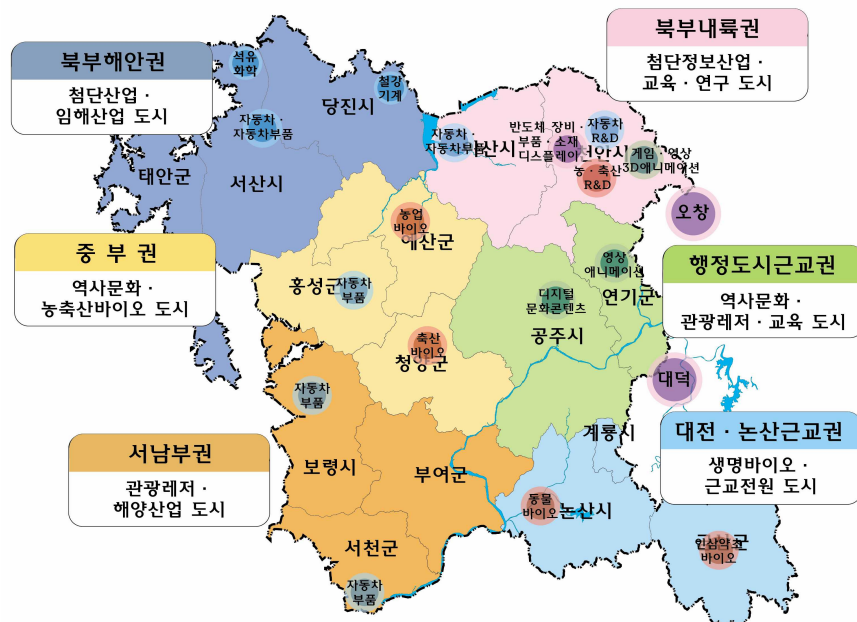 북부해안권
첨단산업 ·
임해산업 도시
북부내륙권
첨단정보산업 ·
교육 · 연구 도시
석유
화학
철강
기계
당진시
자동차 ·
자동차부품
서산시
태안군
자동차 ·
자동차부품
산시
반도체 · 장비 ·
부품 · 소재
디스플레이
자동차
R&D
천안시
게임 · 영상
3D애니메이션
농 · 축산
R&D
오창
중 부 권
역사문화 ·
농축산바이오 도시
농업
바이오
예산군
홍성군
자동차
부품
축산
바이오
청양군
영상
애니메이션
연기군
디지털
문화콘텐츠
공주시
행정도시근교권
역사문화 ·
관광레저 · 교육 도시
대덕
자동차
부품
보령시
부여군
서남부권
관광레저 ·
해양산업 도시
서천군
자동차
부품
계룡시
대전 · 논산근교권
생명바이오 ·
근교전원 도시
동물
바이오
논산시
인삼약초
바이오
군